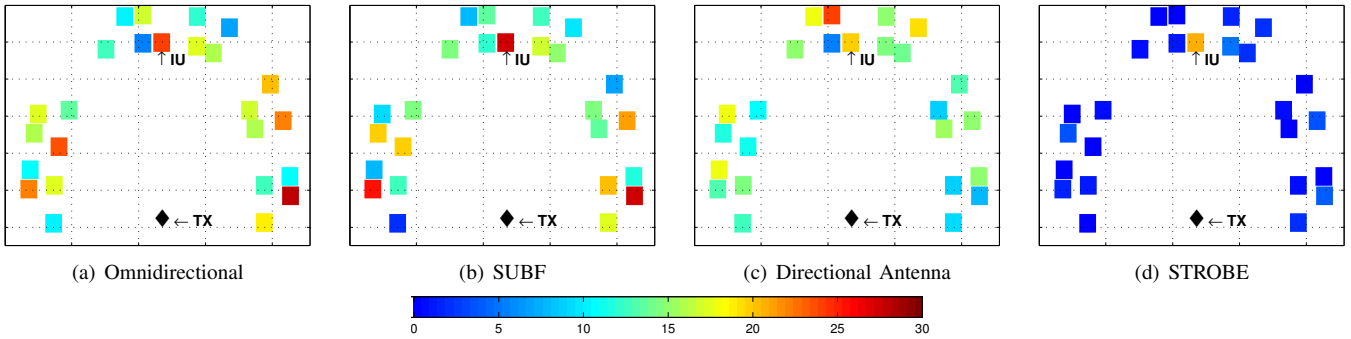 ↑ IU
← TX
↑ IU
← TX
↑ IU
← TX
↑ IU
← TX
(a) Omnidirectional
(b) SUBF
(c) Directional Antenna
(d) STROBE
0 5 10 15 20 25 30